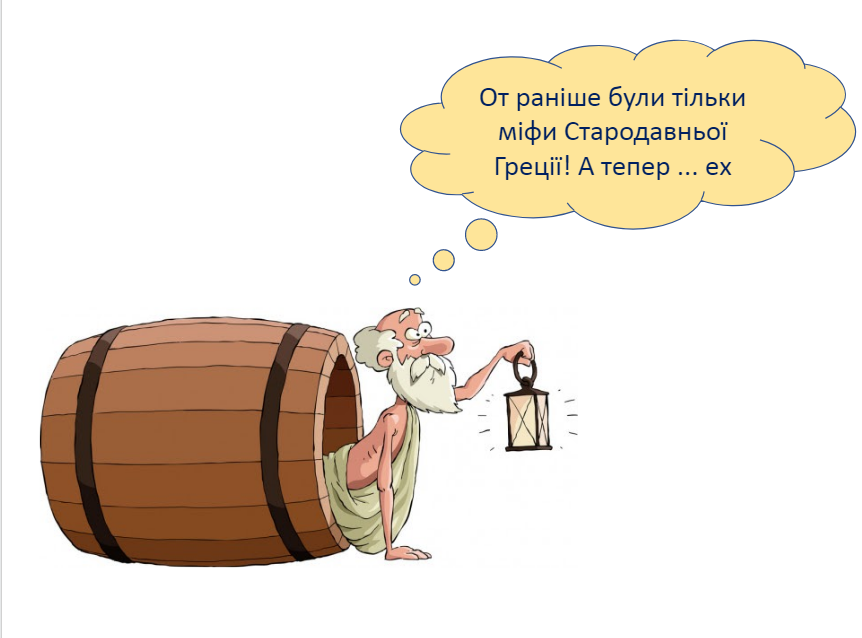 От раніше були тільки
міфи Стародавньої
Греції! А тепер ... ех